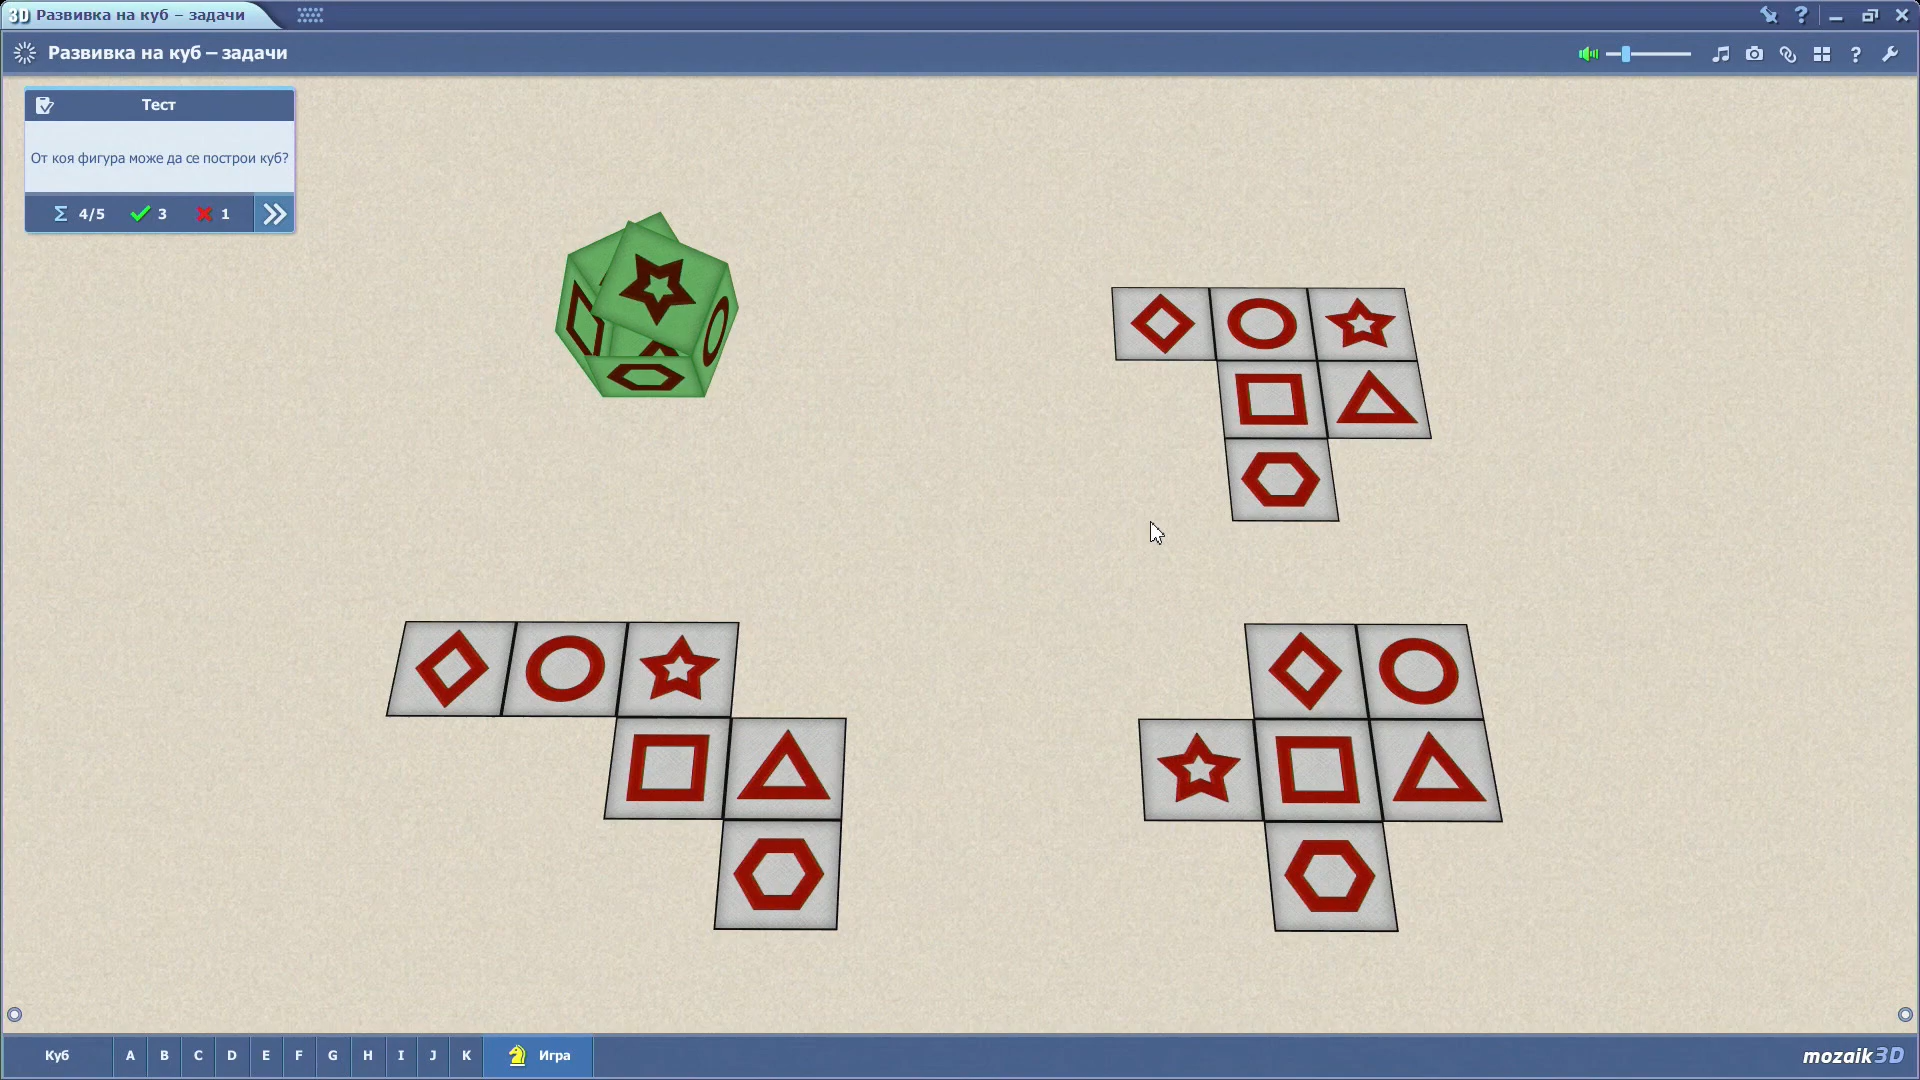 3D Развивка на куб – задачи
Развивка на куб – задачи
Тест
От коя фигура може да се построи куб?
Σ 4/5 3 1
Куб A B C D E F G H I J K Игра
mozaik3D